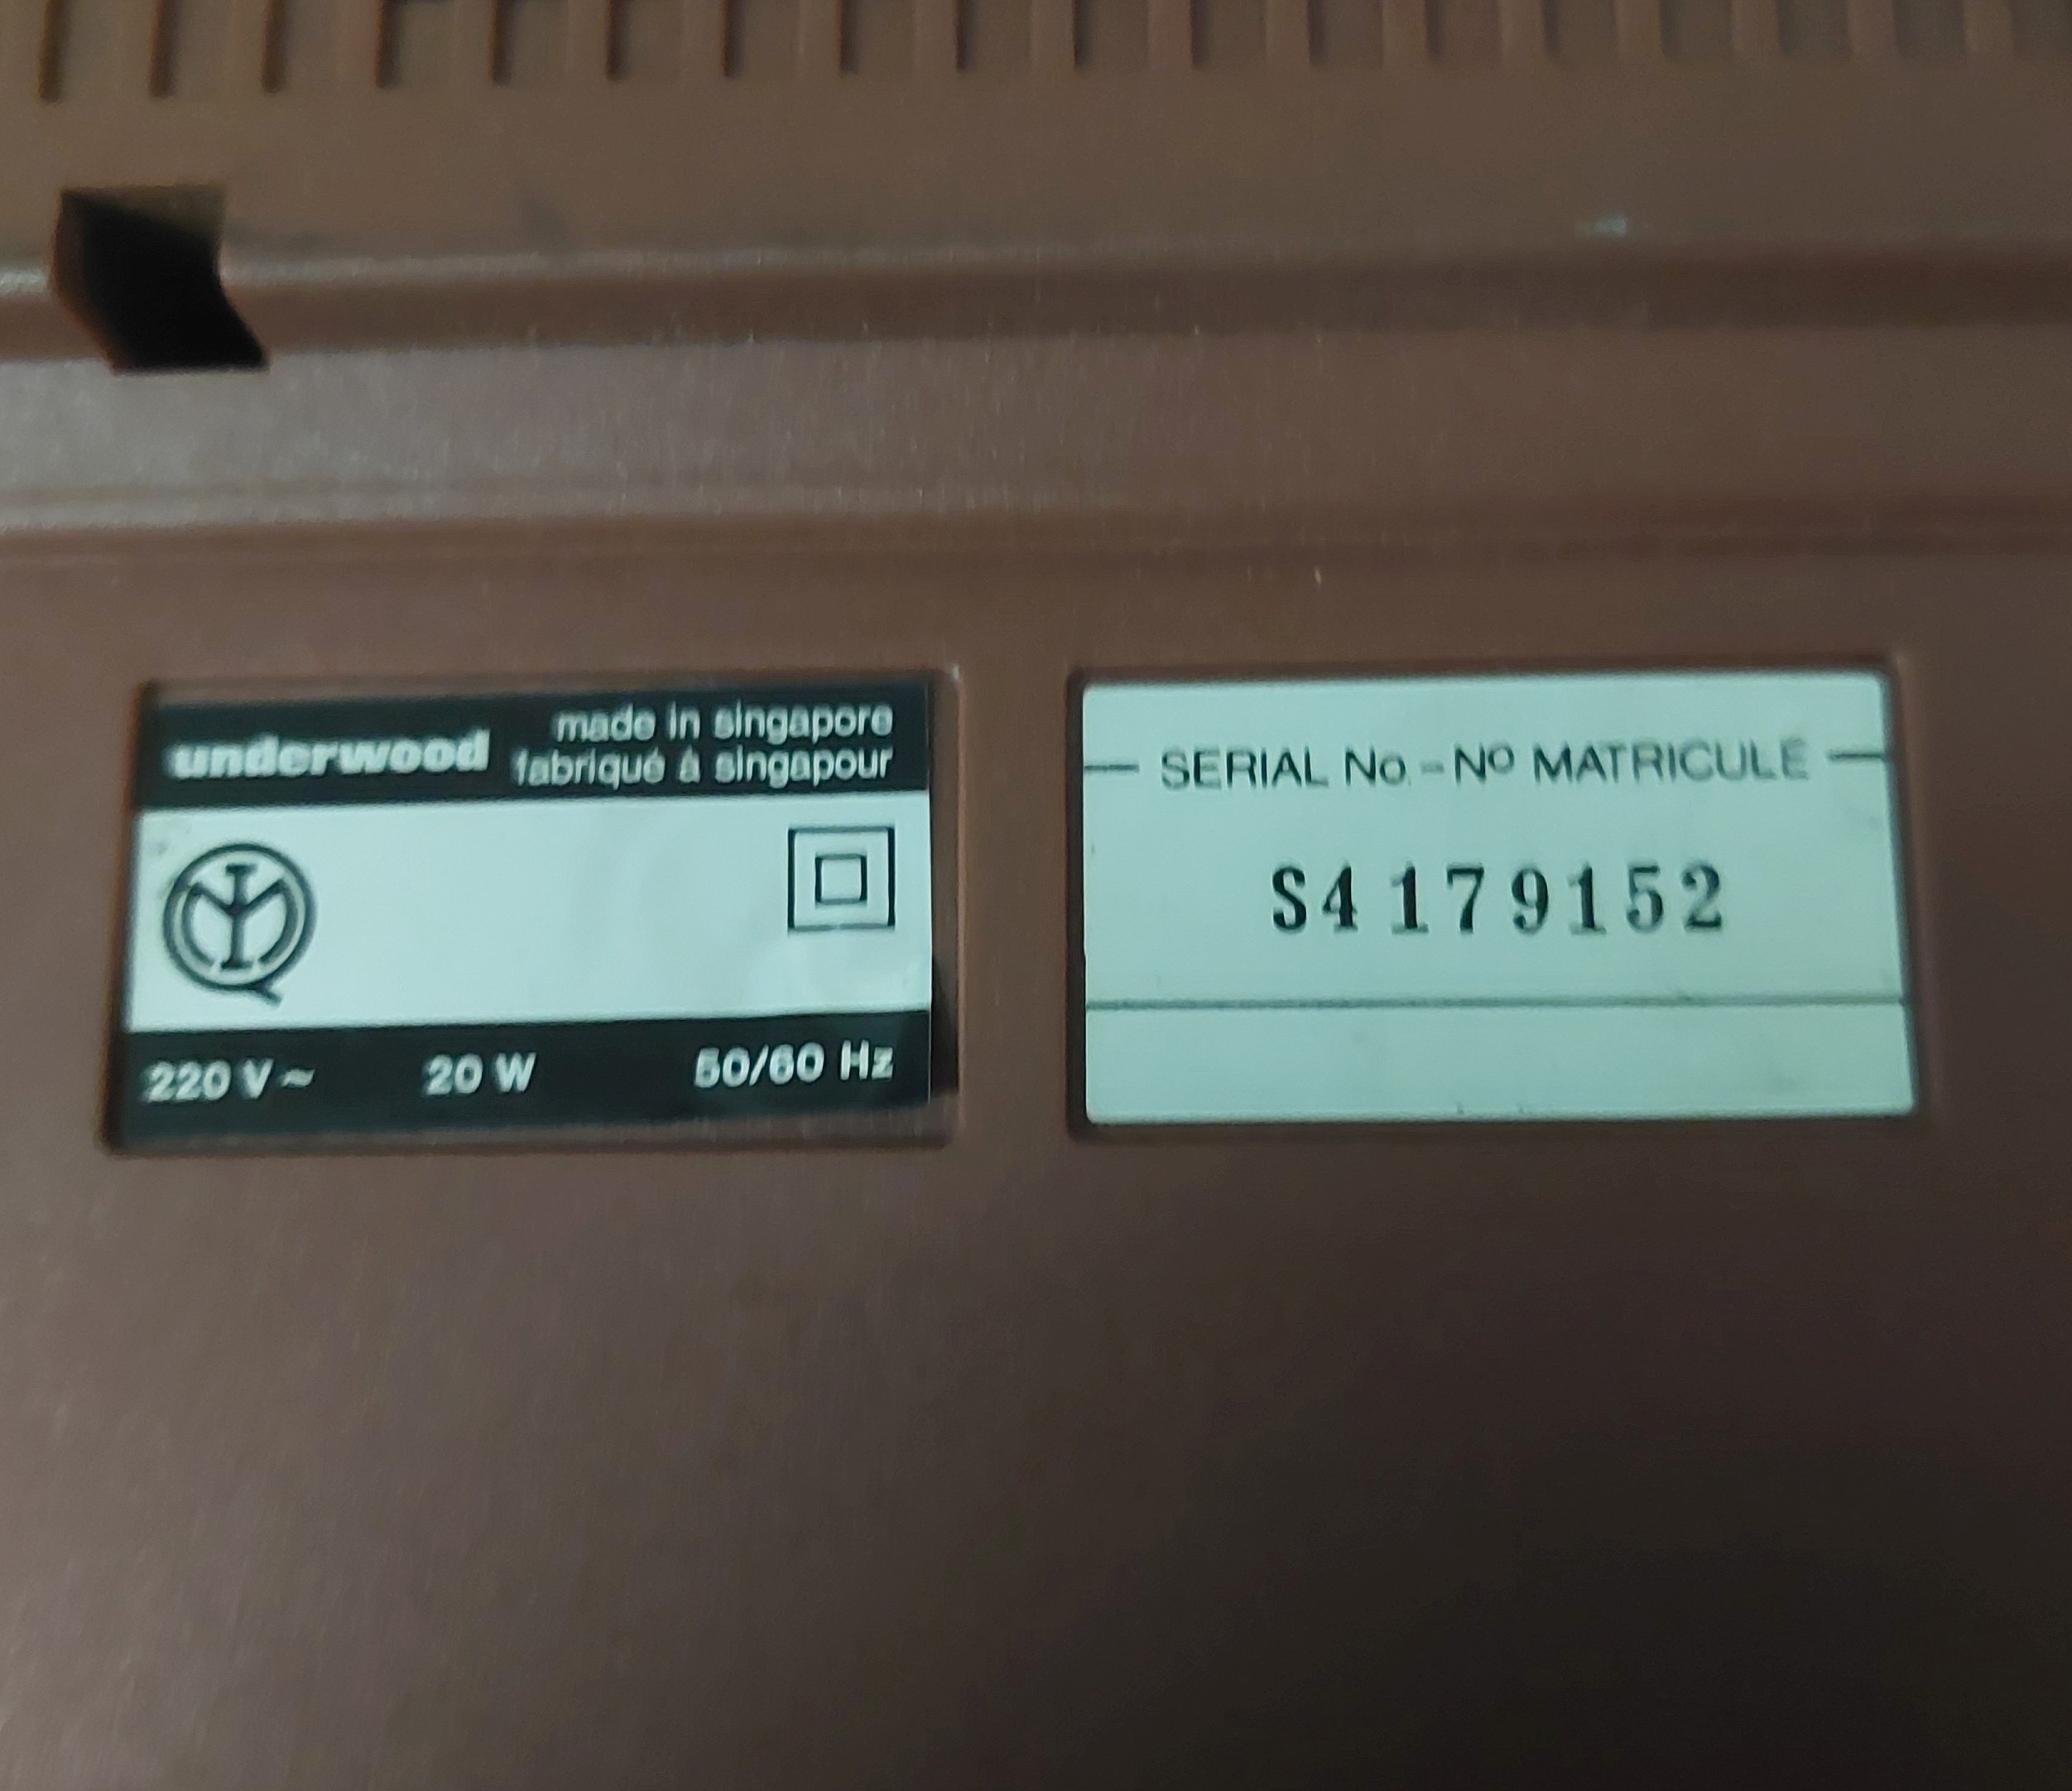 underwood
made in singapore
fabriqué à singapour
220 V ~ 20 W 50/60 Hz
SERIAL No. - Nº MATRICULE
S4179152